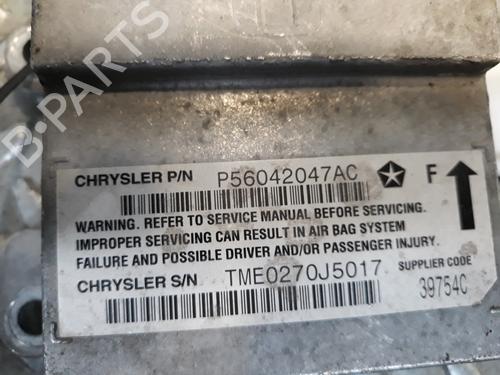 B-PARTS
CHRYSLER P/N P56042047AC F
WARNING. REFER TO SERVICE MANUAL BEFORE SERVICING.
IMPROPER SERVICING CAN RESULT IN AIR BAG SYSTEM
FAILURE AND POSSIBLE DRIVER AND/OR PASSENGER INJURY.
CHRYSLER S/N TME0270J5017 SUPPLIER CODE
39754C